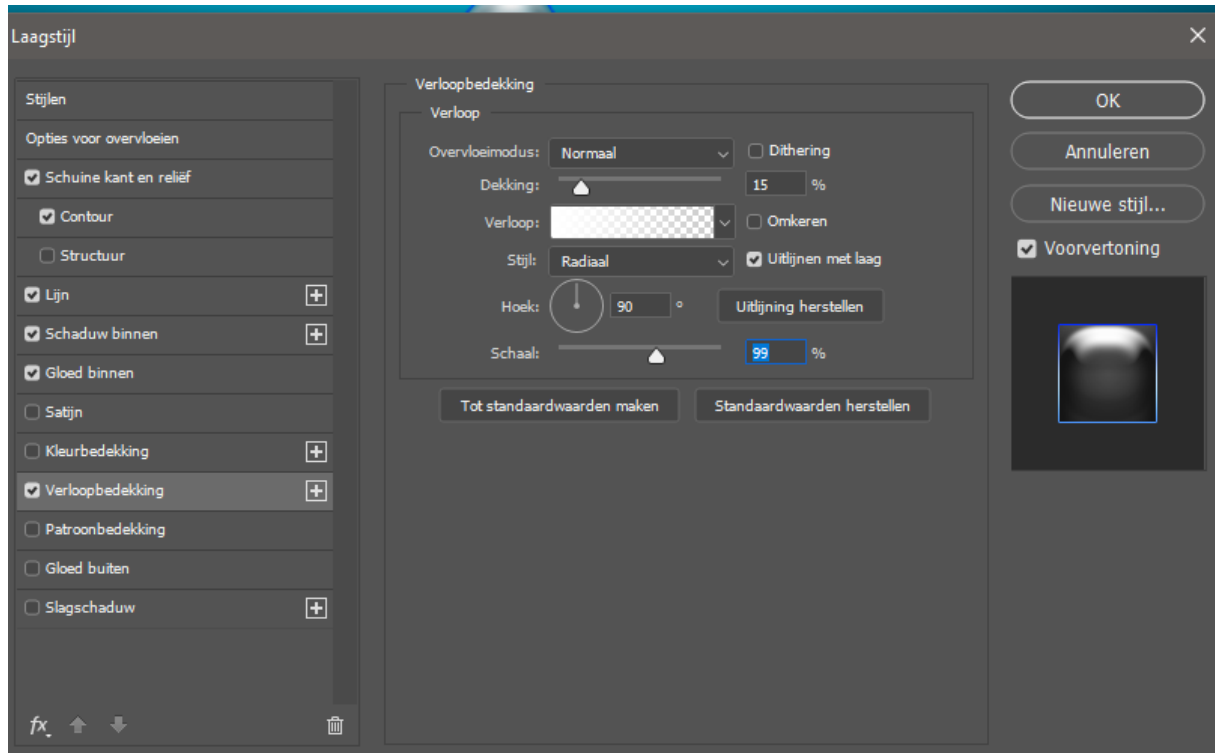 Laagstijl
Stijlen
Opties voor overvloeien
Schuine kant en reliëf
Contour
Structuur
Lijn
Schaduw binnen
Gloed binnen
Satijn
Kleurbedekking
Verloopbedekking
Patroonbedekking
Gloed buiten
Slagschaduw
fx
Verloopbedekking
Verloop
Overvloeimodus: Normaal Dithering
Dekking: 15 %
Verloop: Omkeren
Stijl: Radiaal Uitlijnen met laag
Hoek: 90 ° Uitlijning herstellen
Schaal: 99 %
Tot standaardwaarden maken Standaardwaarden herstellen
OK
Annuleren
Nieuwe stijl...
Voorvertoning